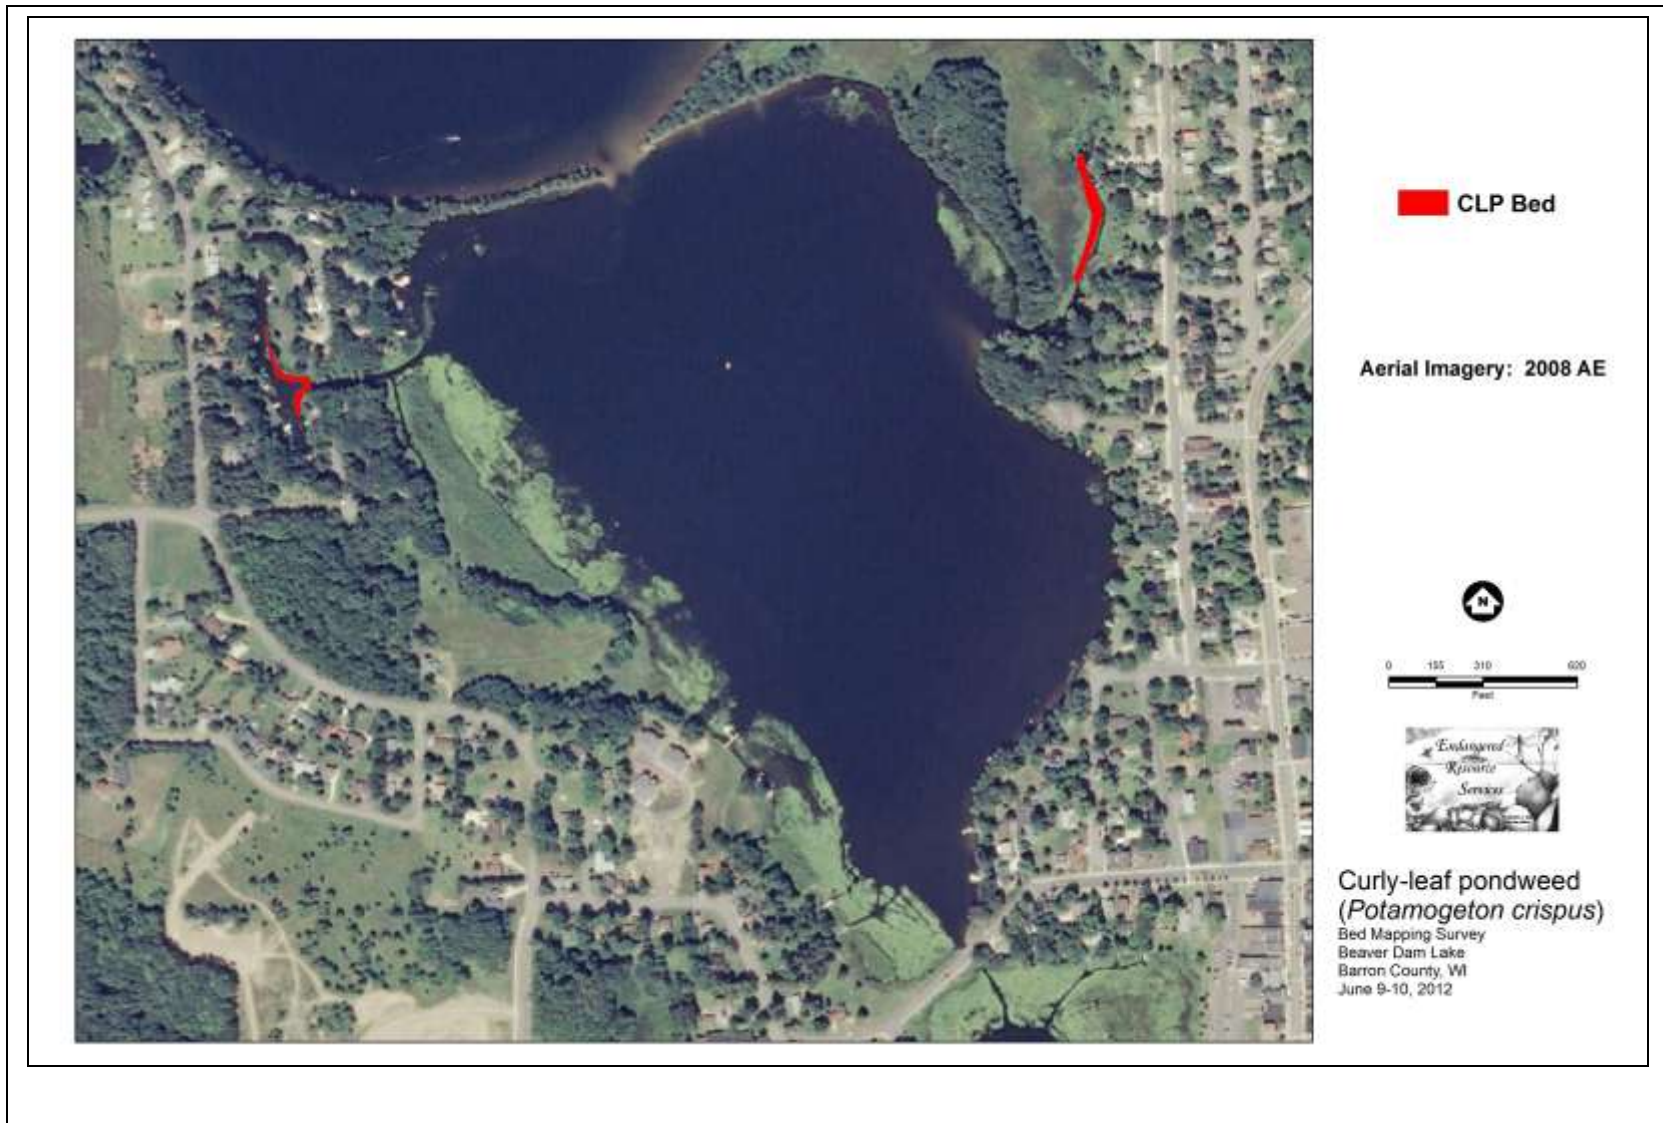 CLP Bed
Aerial Imagery: 2008 AE
N
0 155 310 620
Feet
Endangered
Resource
Services
Curly-leaf pondweed
(Potamogeton crispus)
Bed Mapping Survey
Beaver Dam Lake
Barron County, WI
June 9-10, 2012